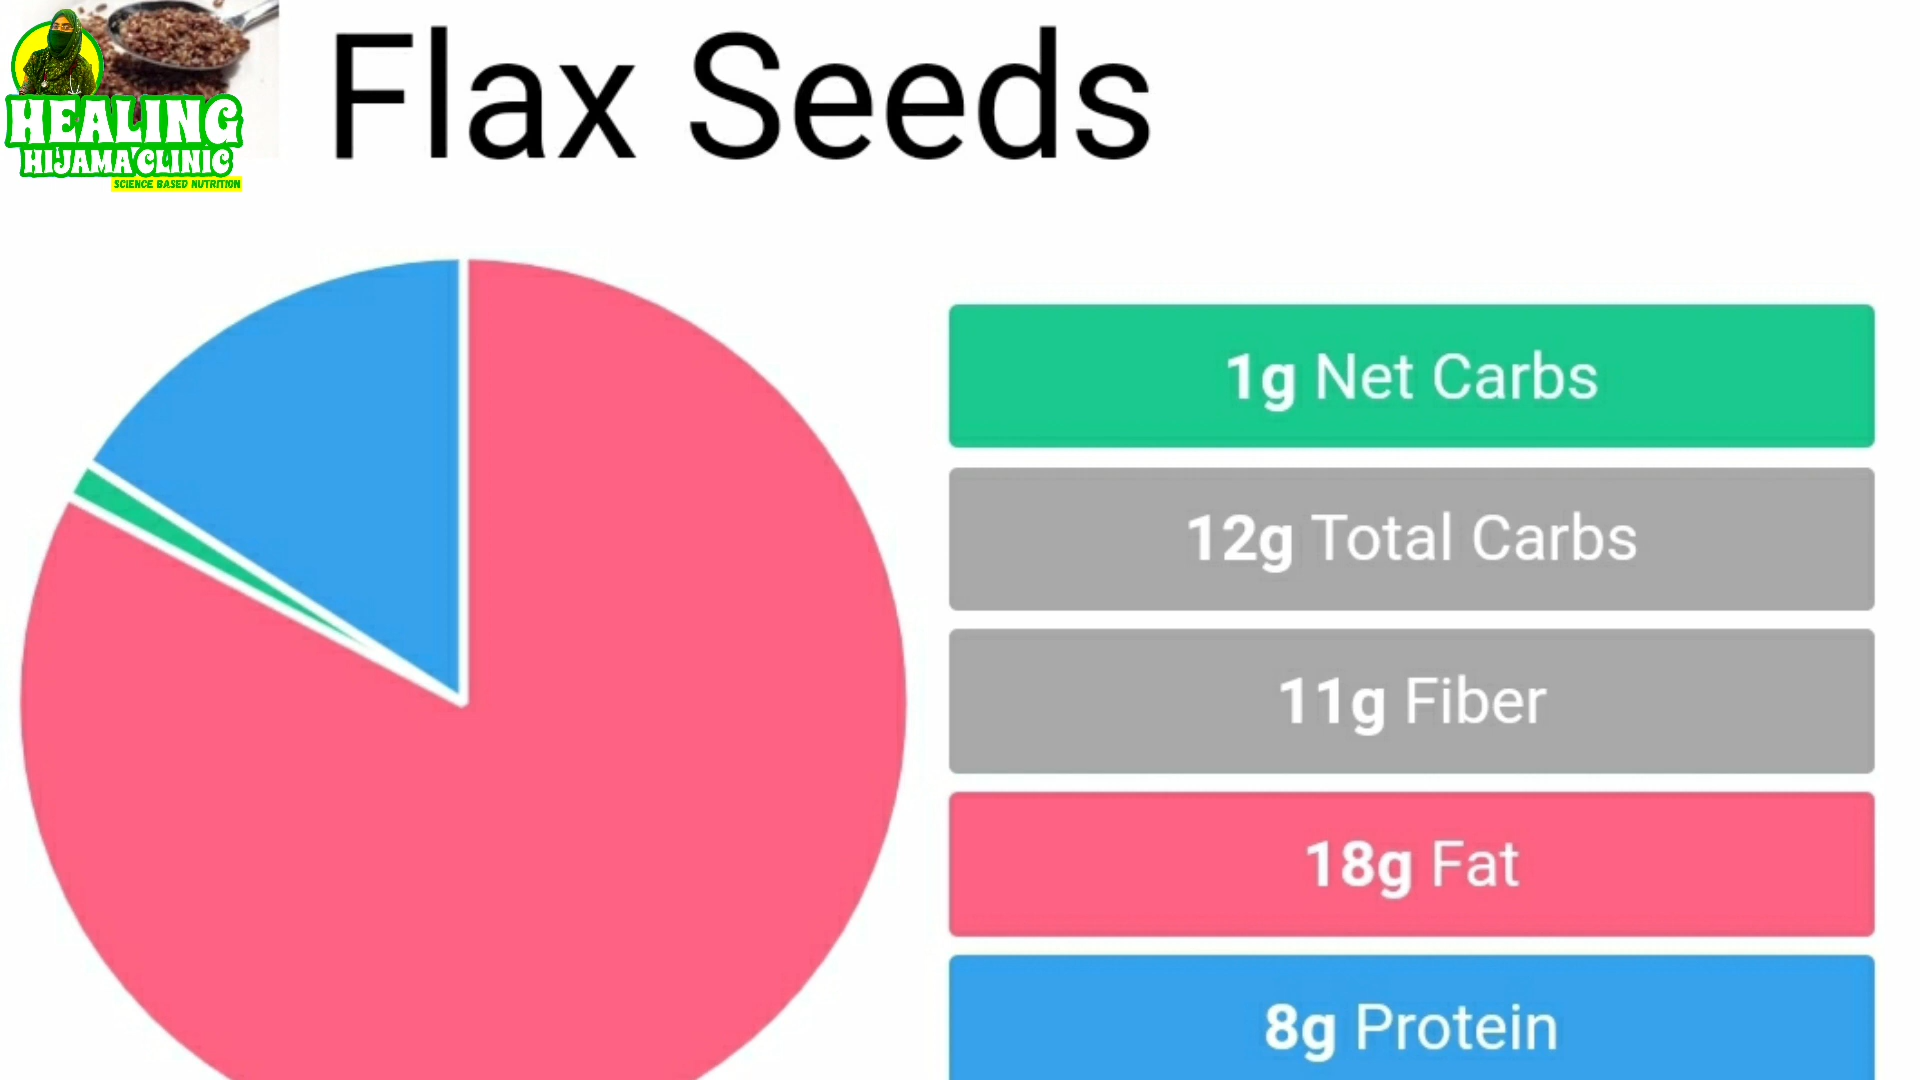 HEALING
HIJAMA CLINIC
SCIENCE BASED NUTRITION
Flax Seeds
1g Net Carbs
12g Total Carbs
11g Fiber
18g Fat
8g Protein